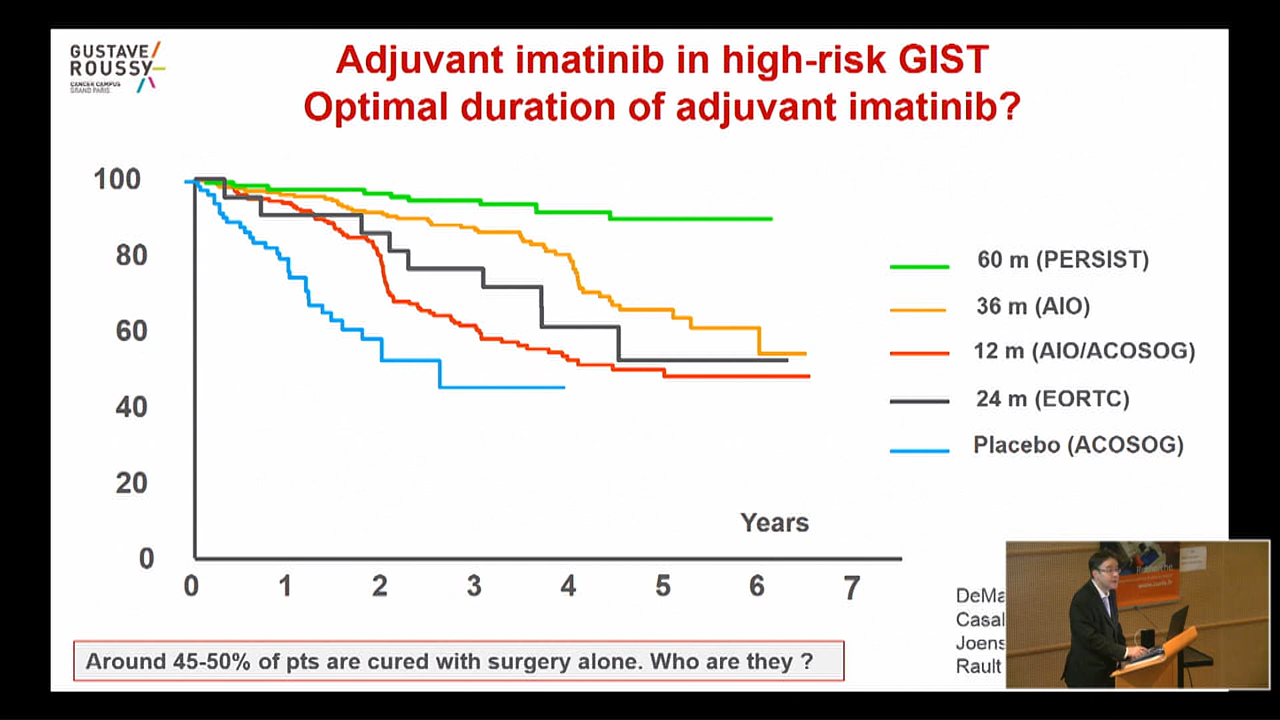 GUSTAVE
ROUSSY
CANCER CAMPUS
GRAND PARIS
Adjuvant imatinib in high-risk GIST
Optimal duration of adjuvant imatinib?
100
80
60
40
20
0
0 1 2 3 4 5 6 7
Years
60 m (PERSIST)
36 m (AIO)
12 m (AIO/ACOSOG)
24 m (EORTC)
Placebo (ACOSOG)
Around 45-50% of pts are cured with surgery alone. Who are they ?
DeMa
Casal
Joens
Rault
Recherche